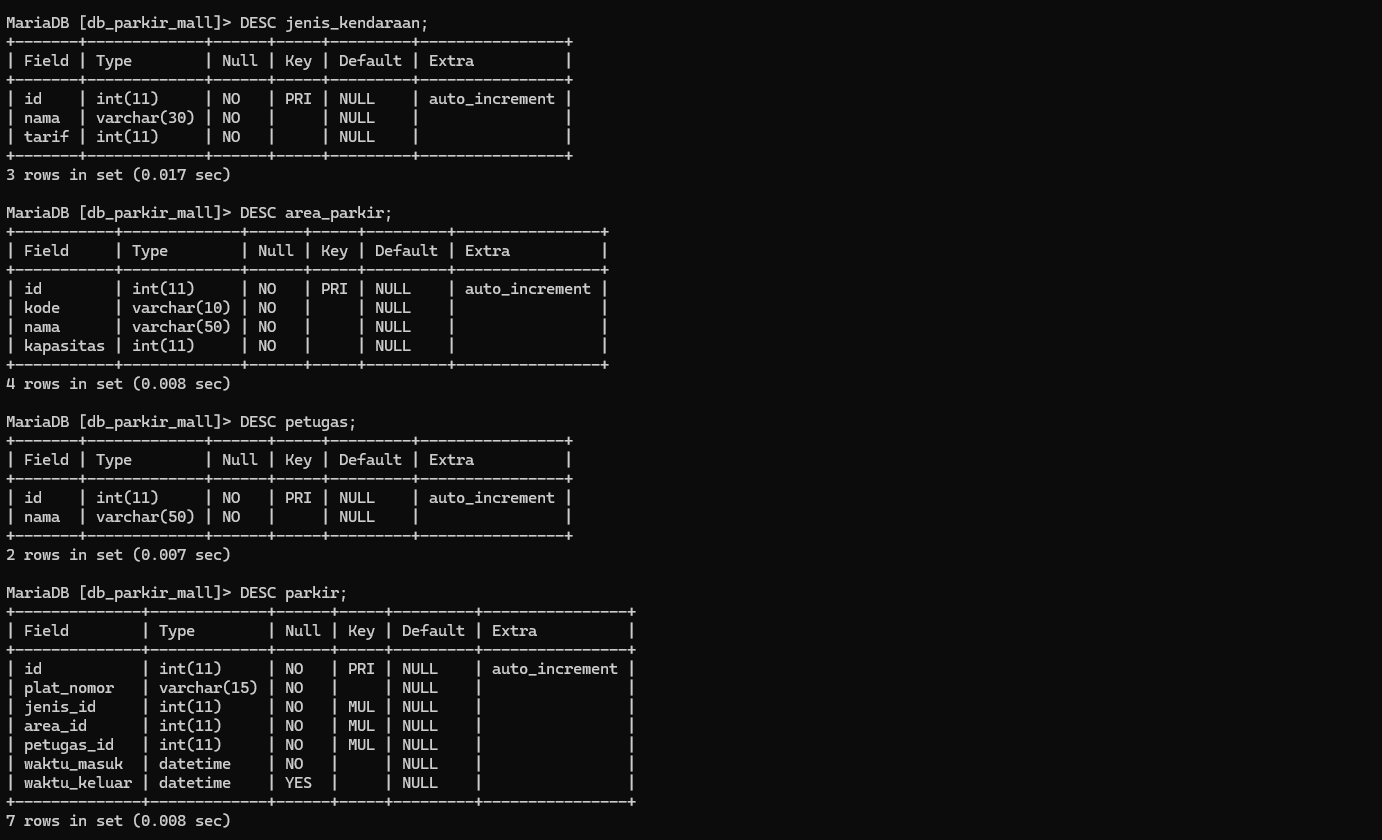 MariaDB [db_parkir_mall]> DESC jenis_kendaraan;
+-------+-------------+------+-----+---------+----------------+
| Field | Type        | Null | Key | Default | Extra          |
+-------+-------------+------+-----+---------+----------------+
| id    | int(11)     | NO   | PRI | NULL    | auto_increment |
| nama  | varchar(30) | NO   |     | NULL    |                |
| tarif | int(11)     | NO   |     | NULL    |                |
+-------+-------------+------+-----+---------+----------------+
3 rows in set (0.017 sec)

MariaDB [db_parkir_mall]> DESC area_parkir;
+-----------+-------------+------+-----+---------+----------------+
| Field     | Type        | Null | Key | Default | Extra          |
+-----------+-------------+------+-----+---------+----------------+
| id        | int(11)     | NO   | PRI | NULL    | auto_increment |
| kode      | varchar(10) | NO   |     | NULL    |                |
| nama      | varchar(50) | NO   |     | NULL    |                |
| kapasitas | int(11)     | NO   |     | NULL    |                |
+-----------+-------------+------+-----+---------+----------------+
4 rows in set (0.008 sec)

MariaDB [db_parkir_mall]> DESC petugas;
+-------+-------------+------+-----+---------+----------------+
| Field | Type        | Null | Key | Default | Extra          |
+-------+-------------+------+-----+---------+----------------+
| id    | int(11)     | NO   | PRI | NULL    | auto_increment |
| nama  | varchar(50) | NO   |     | NULL    |                |
+-------+-------------+------+-----+---------+----------------+
2 rows in set (0.007 sec)

MariaDB [db_parkir_mall]> DESC parkir;
+--------------+-------------+------+-----+---------+----------------+
| Field        | Type        | Null | Key | Default | Extra          |
+--------------+-------------+------+-----+---------+----------------+
| id           | int(11)     | NO   | PRI | NULL    | auto_increment |
| plat_nomor   | varchar(15) | NO   |     | NULL    |                |
| jenis_id     | int(11)     | NO   | MUL | NULL    |                |
| area_id      | int(11)     | NO   | MUL | NULL    |                |
| petugas_id   | int(11)     | NO   | MUL | NULL    |                |
| waktu_masuk  | datetime    | NO   |     | NULL    |                |
| waktu_keluar | datetime    | YES  |     | NULL    |                |
+--------------+-------------+------+-----+---------+----------------+
7 rows in set (0.008 sec)